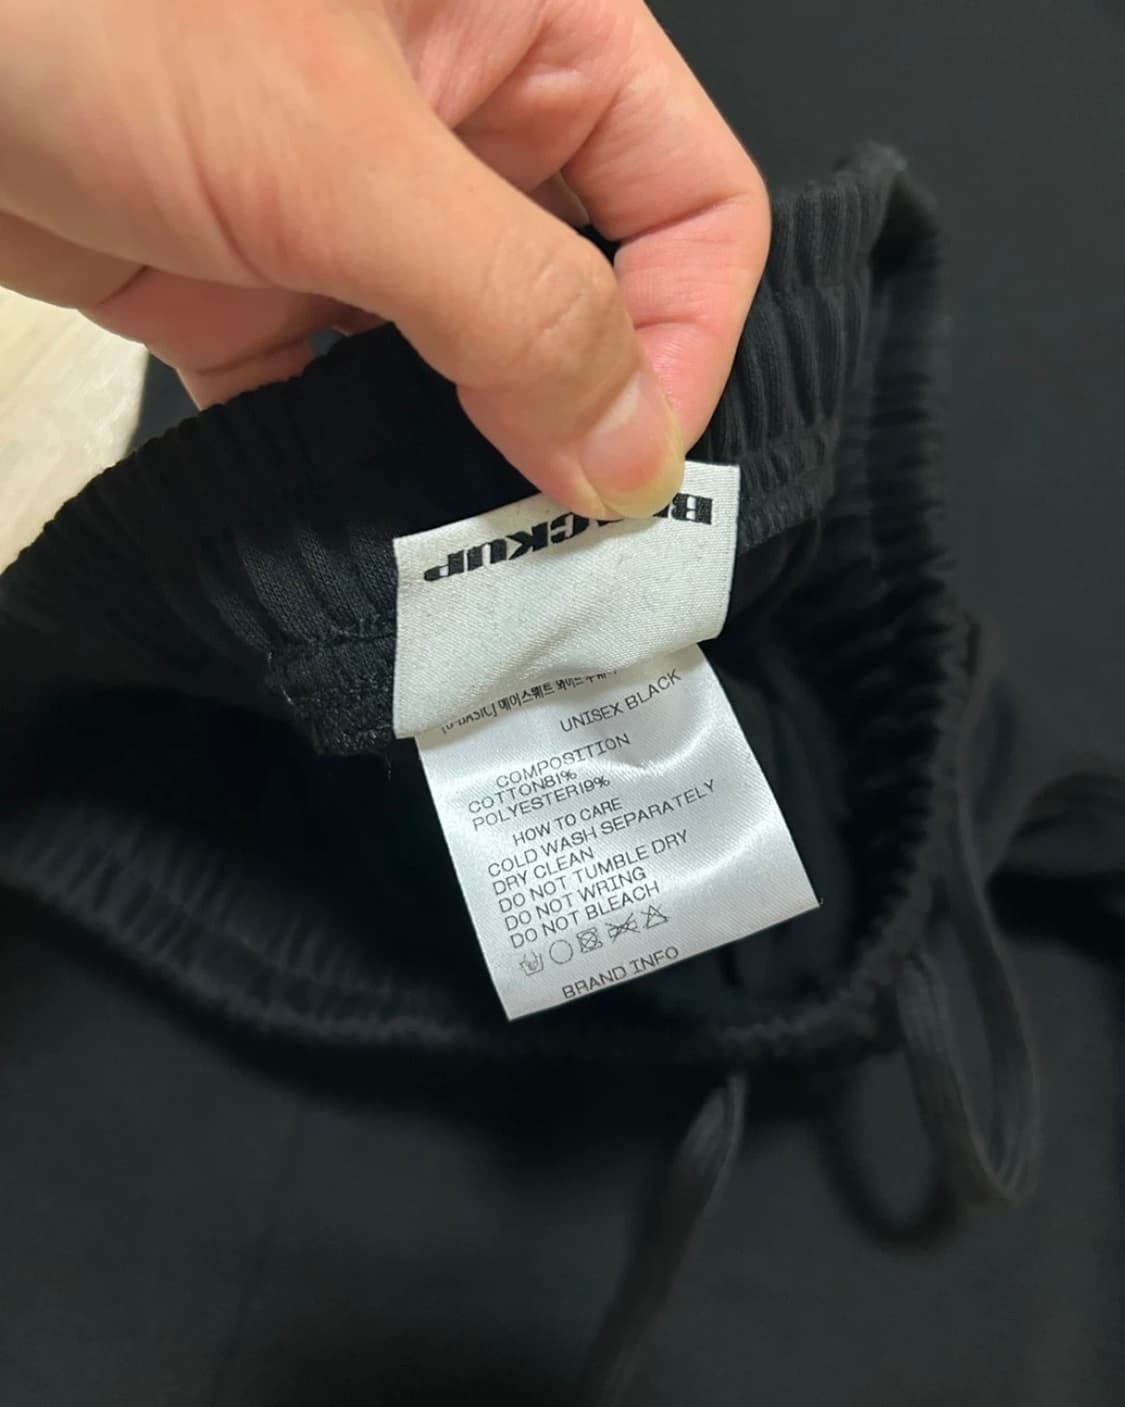 UNISEX BLACK
COMPOSITION
COTTON81%
POLYESTER19%
HOW TO CARE
COLD WASH SEPARATELY
DRY CLEAN
DO NOT TUMBLE DRY
DO NOT WRING
DO NOT BLEACH
BRAND INFO